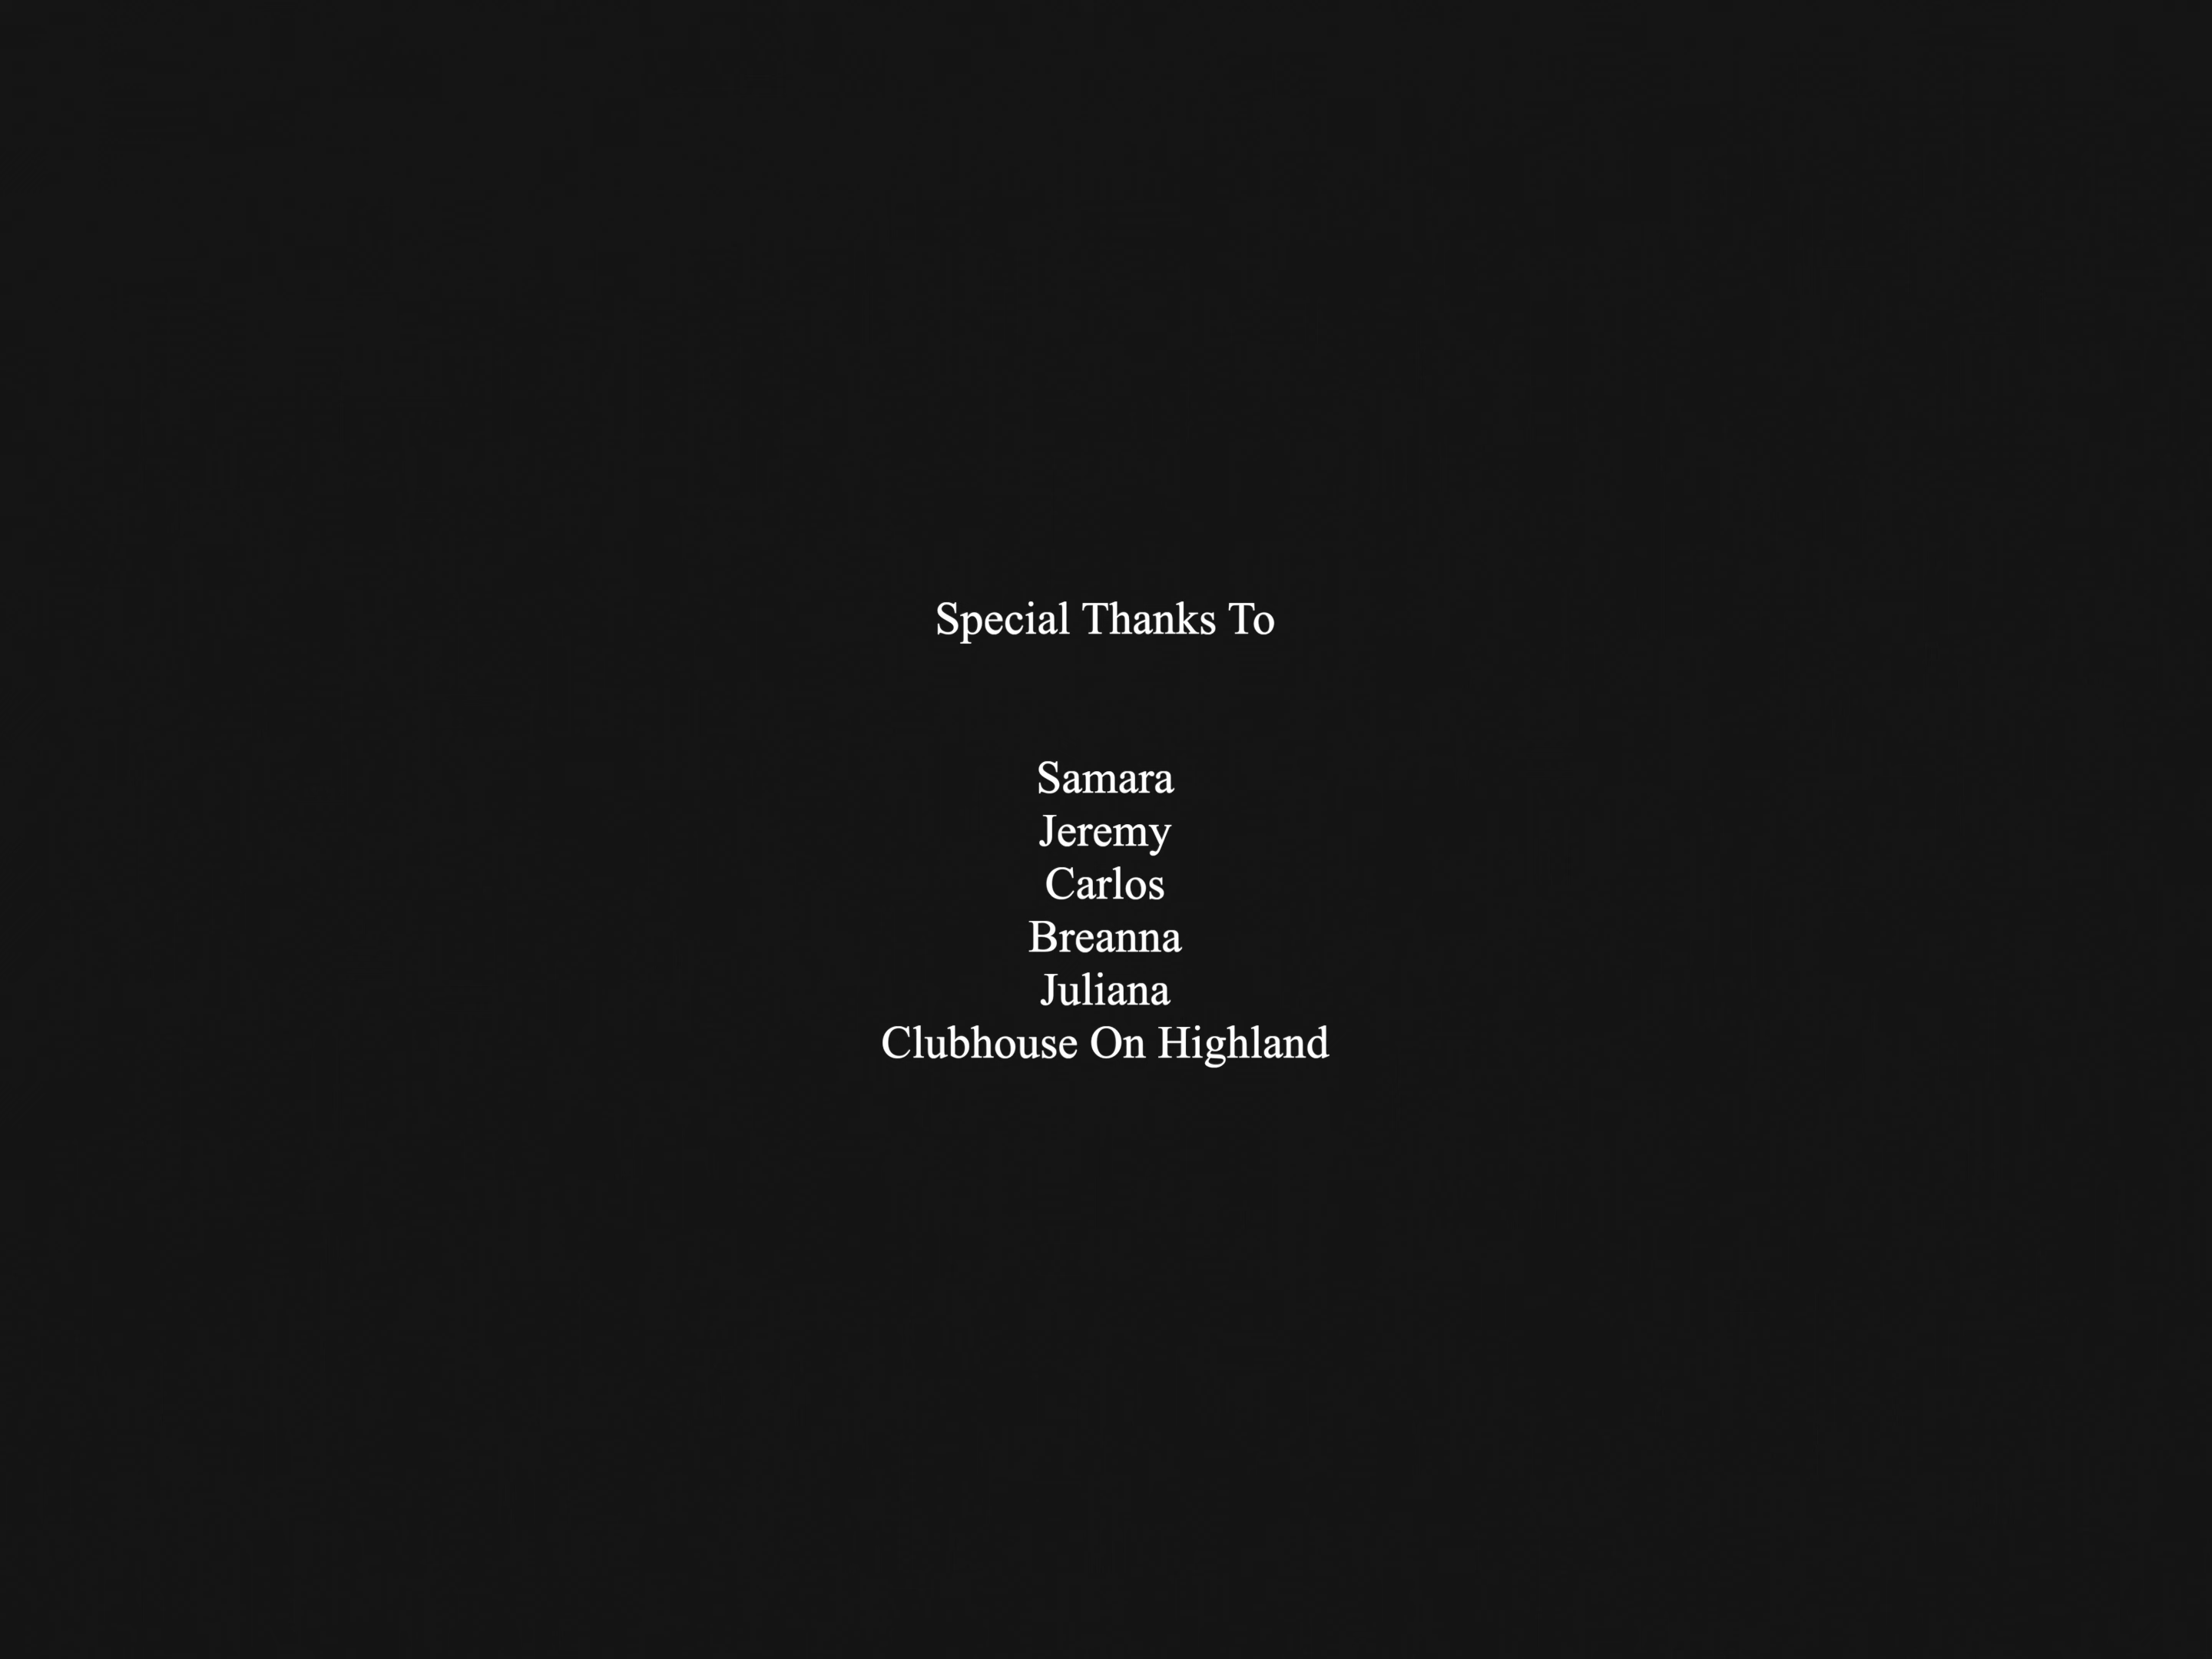 Special Thanks To
Samara
Jeremy
Carlos
Breanna
Juliana
Clubhouse On Highland